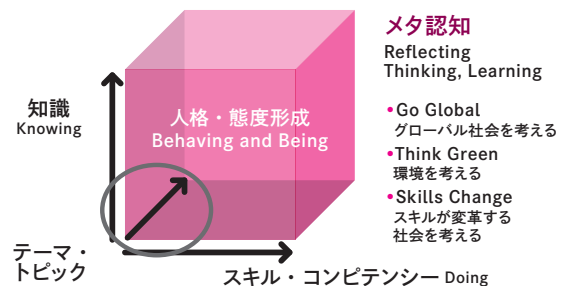 メタ認知
Reflecting
Thinking, Learning
知識
Knowing
人格・態度形成
Behaving and Being
•Go Global
グローバル社会を考える
•Think Green
環境を考える
•Skills Change
スキルが変革する
社会を考える
テーマ・
トピック
スキル・コンピテンシー Doing